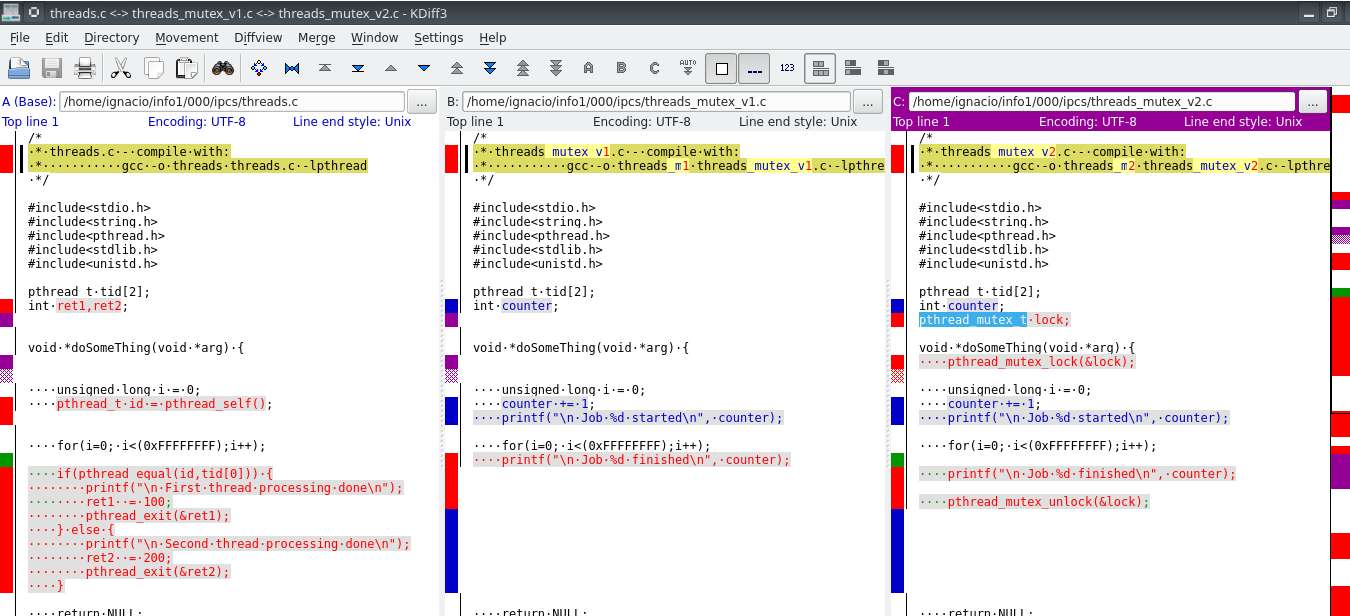 threads.c <-> threads_mutex_v1.c <-> threads_mutex_v2.c - KDiff3
File Edit Directory Movement Diffview Merge Window Settings Help
A B C AUTO 123
A (Base): /home/ignacio/info1/000/ipcs/threads.c ...
Top line 1 Encoding: UTF-8 Line end style: Unix
/*
·*·threads.c·-·compile·with:
·*··········gcc·-o·threads·threads.c·-lpthread
·*/
#include<stdio.h>
#include<string.h>
#include<pthread.h>
#include<stdlib.h>
#include<unistd.h>
pthread_t·tid[2];
int·ret1,ret2;
void·*doSomething(void·*arg)·{
····unsigned·long·i·=·0;
····pthread_t·id·=·pthread_self();
····for(i=0;·i<(0xFFFFFFFF);i++);
····if(pthread_equal(id,tid[0]))·{
········printf("\n·First·thread·processing·done\n");
········ret1··=·100;
········pthread_exit(&ret1);
····}·else·{
········printf("\n·Second·thread·processing·done\n");
········ret2··=·200;
········pthread_exit(&ret2);
····}
····return·NULL;
B: /home/ignacio/info1/000/ipcs/threads_mutex_v1.c ...
Top line 1 Encoding: UTF-8 Line end style: Unix
/*
·*·threads_mutex_v1.c·-·compile·with:
·*··········gcc·-o·threads_m1·threads_mutex_v1.c·-lpthre
·*/
#include<stdio.h>
#include<string.h>
#include<pthread.h>
#include<stdlib.h>
#include<unistd.h>
pthread_t·tid[2];
int·counter;
void·*doSomething(void·*arg)·{
····unsigned·long·i·=·0;
····counter·+=·1;
····printf("\n·Job·%d·started\n",·counter);
····for(i=0;·i<(0xFFFFFFFF);i++);
····printf("\n·Job·%d·finished\n",·counter);
····return·NULL;
C: /home/ignacio/info1/000/ipcs/threads_mutex_v2.c ...
Top line 1 Encoding: UTF-8 Line end style: Unix
/*
·*·threads_mutex_v2.c·-·compile·with:
·*··········gcc·-o·threads_m2·threads_mutex_v2.c·-lpthre
·*/
#include<stdio.h>
#include<string.h>
#include<pthread.h>
#include<stdlib.h>
#include<unistd.h>
pthread_t·tid[2];
int·counter;
pthread_mutex_t·lock;
void·*doSomething(void·*arg)·{
····pthread_mutex_lock(&lock);
····unsigned·long·i·=·0;
····counter·+=·1;
····printf("\n·Job·%d·started\n",·counter);
····for(i=0;·i<(0xFFFFFFFF);i++);
····printf("\n·Job·%d·finished\n",·counter);
····pthread_mutex_unlock(&lock);
····return·NULL;